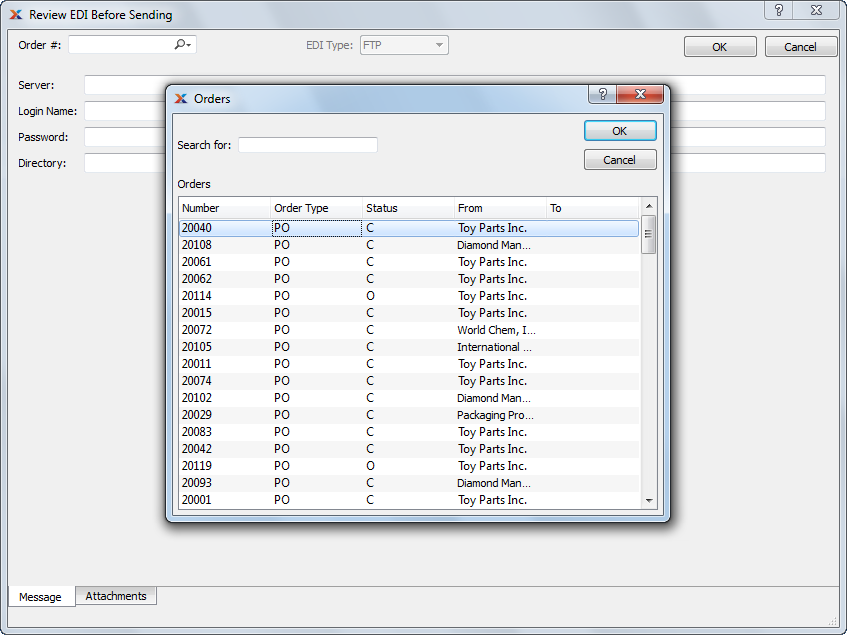 Review EDI Before Sending
Order #: EDI Type: FTP OK Cancel
Server:
Login Name:
Password:
Directory:
Orders
Search for: OK
Cancel
Orders
Number Order Type Status From To
20040 PO C Toy Parts Inc.
20108 PO C Diamond Man...
20061 PO C Toy Parts Inc.
20062 PO C Toy Parts Inc.
20114 PO O Toy Parts Inc.
20015 PO C Toy Parts Inc.
20072 PO C World Chem, I...
20105 PO C International ...
20011 PO C Toy Parts Inc.
20074 PO C Toy Parts Inc.
20102 PO C Diamond Man...
20029 PO C Packaging Pro...
20083 PO C Toy Parts Inc.
20042 PO C Toy Parts Inc.
20119 PO O Toy Parts Inc.
20093 PO C Diamond Man...
20001 PO C Toy Parts Inc.
Message Attachments